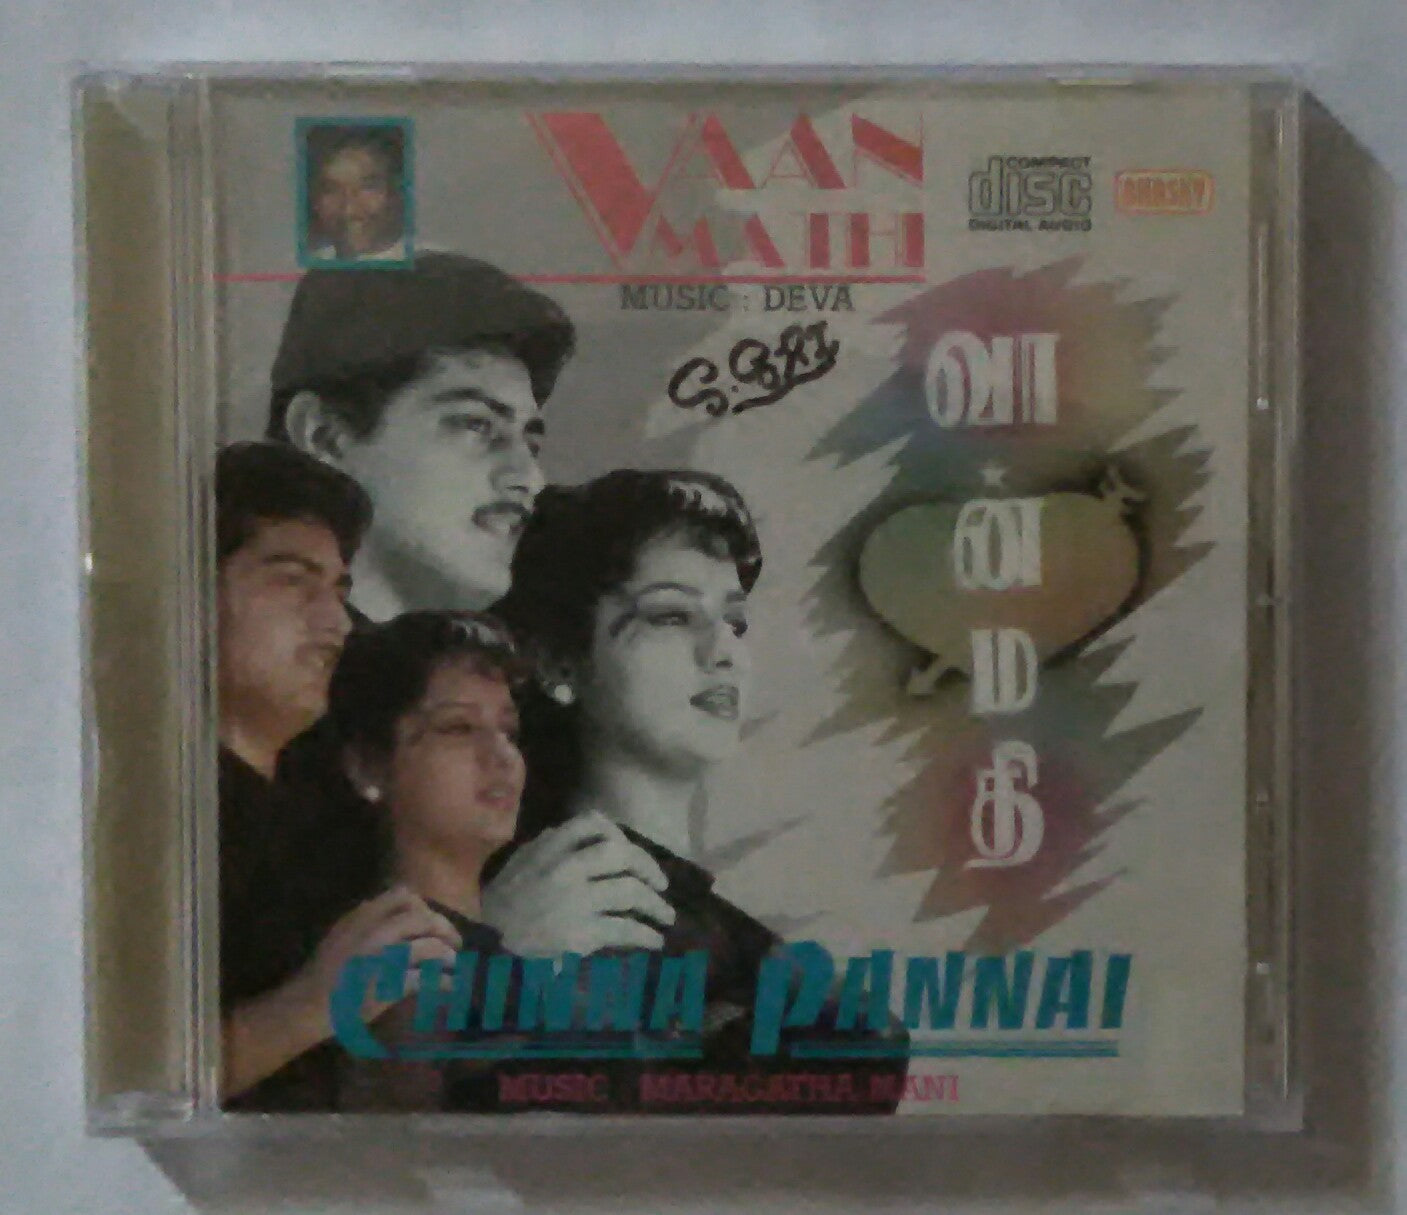 VAAN
MATHI
MUSIC : DEVA
COMPACT
disc
DIGITAL AUDIO
வா
ன்
ம
தி
CHINNA PANNAI
MUSIC : MARAGATHA MANI